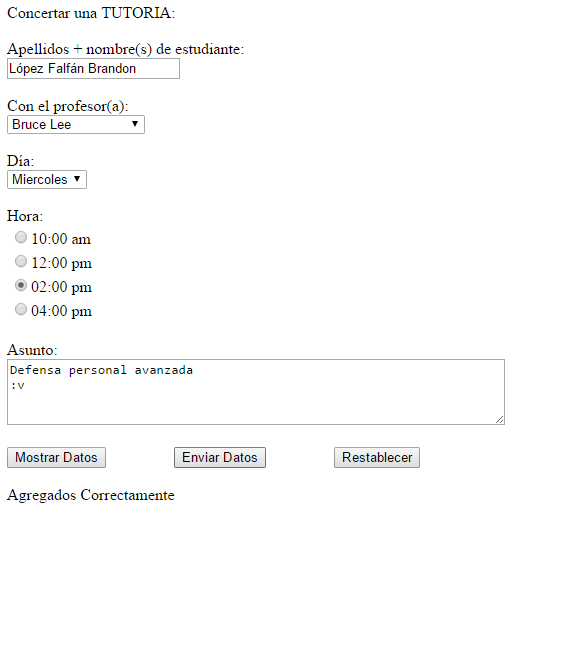 Concertar una TUTORIA:
Apellidos + nombre(s) de estudiante:
López Falfán Brandon
Con el profesor(a):
Bruce Lee
Día:
Miercoles
Hora:
10:00 am
12:00 pm
02:00 pm
04:00 pm
Asunto:
Defensa personal avanzada
:v
Mostrar Datos Enviar Datos Restablecer
Agregados Correctamente